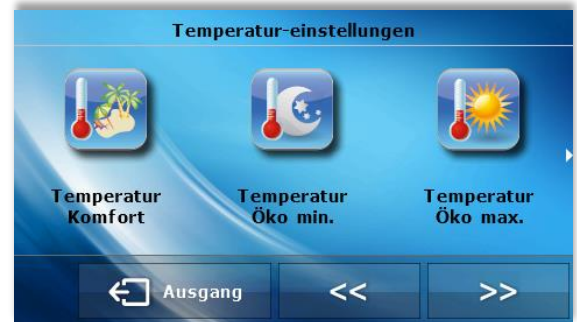 Temperatur-einstellungen
Temperatur
Komfort
Temperatur
Öko min.
Temperatur
Öko max.
Ausgang
<<
>>